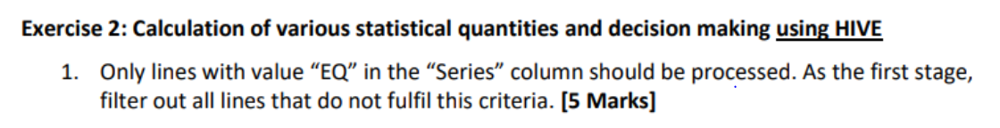 Exercise 2: Calculation of various statistical quantities and decision making using HIVE
1. Only lines with value “EQ” in the “Series” column should be processed. As the first stage,
filter out all lines that do not fulfil this criteria. [5 Marks]